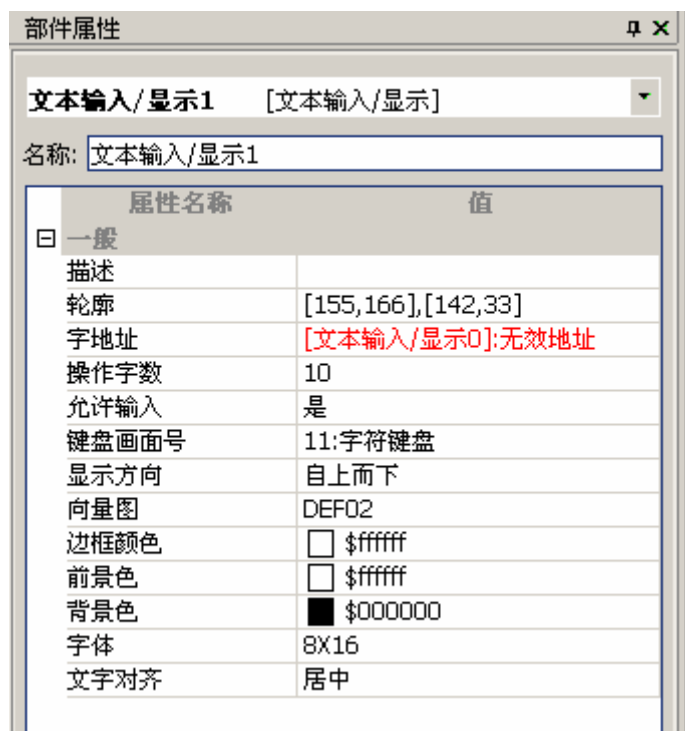 部件属性
文本输入/显示1 [文本输入/显示]
名称: 文本输入/显示1
属性名称 值
一般
描述
轮廓 [155,166],[142,33]
字地址 [文本输入/显示0]:无效地址
操作字数 10
允许输入 是
键盘画面号 11:字符键盘
显示方向 自上而下
向量图 DEF02
边框颜色 $ffffff
前景色 $ffffff
背景色 $000000
字体 8X16
文字对齐 居中